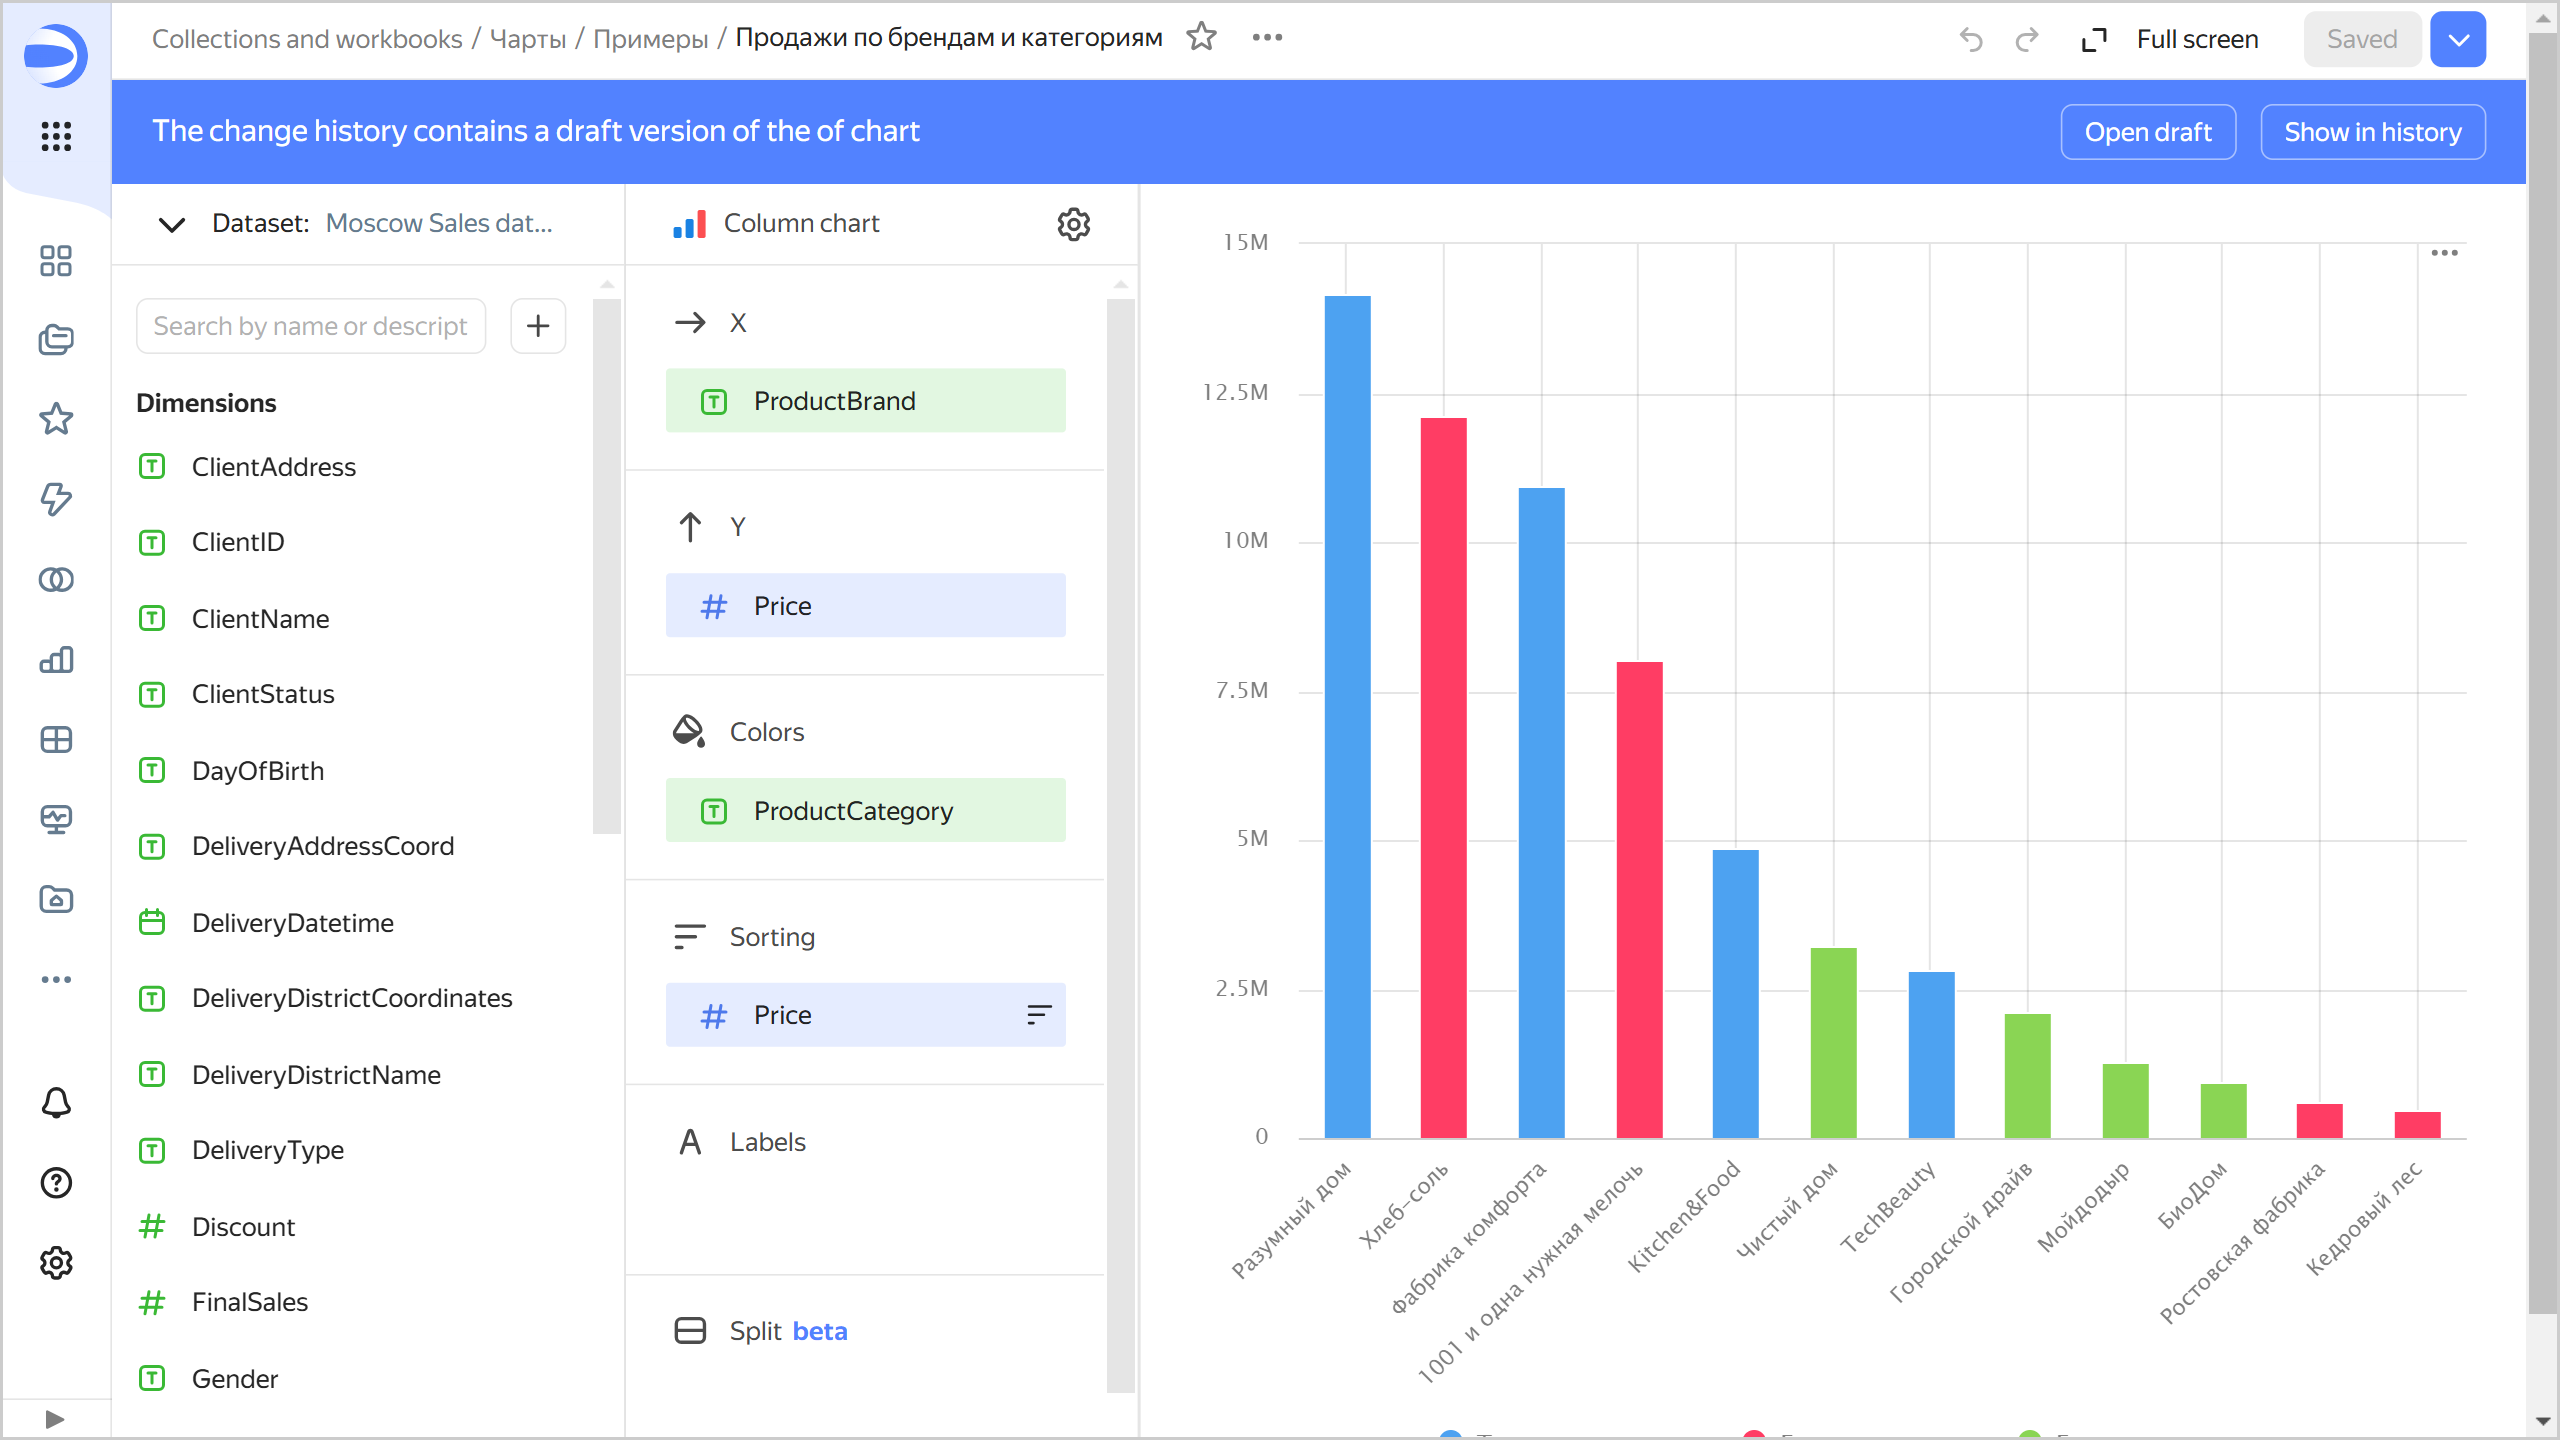 Collections and workbooks / Чарты / Примеры / Продажи по брендам и категориям
Full screen
Saved
The change history contains a draft version of the of chart
Open draft
Show in history
Dataset: Moscow Sales dat...
Search by name or descript
Dimensions
ClientAddress
ClientID
ClientName
ClientStatus
DayOfBirth
DeliveryAddressCoord
DeliveryDatetime
DeliveryDistrictCoordinates
DeliveryDistrictName
DeliveryType
Discount
FinalSales
Gender
Column chart
X
ProductBrand
Y
Price
Colors
ProductCategory
Sorting
Price
Labels
Split beta
15M
12.5M
10M
7.5M
5M
2.5M
0
Разумный дом
Хлеб-соль
Фабрика комфорта
1001 и одна нужная мелочь
Kitchen&Food
Чистый дом
TechBeauty
Городской драйв
Мойдодыр
БиоДом
Ростовская фабрика
Кедровый лес